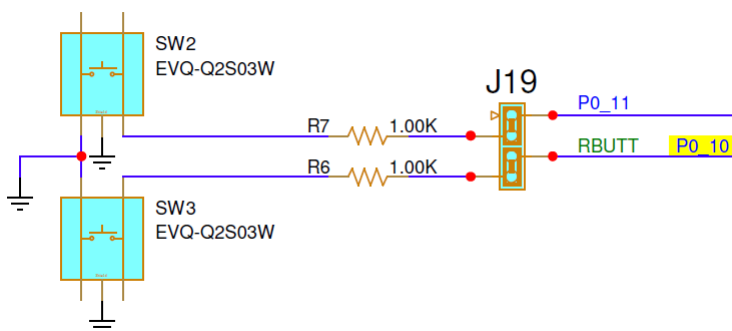 SW2
EVQ-Q2S03W
J19
P0_11
R7 1.00K
RBUTT P0_10
R6 1.00K
SW3
EVQ-Q2S03W